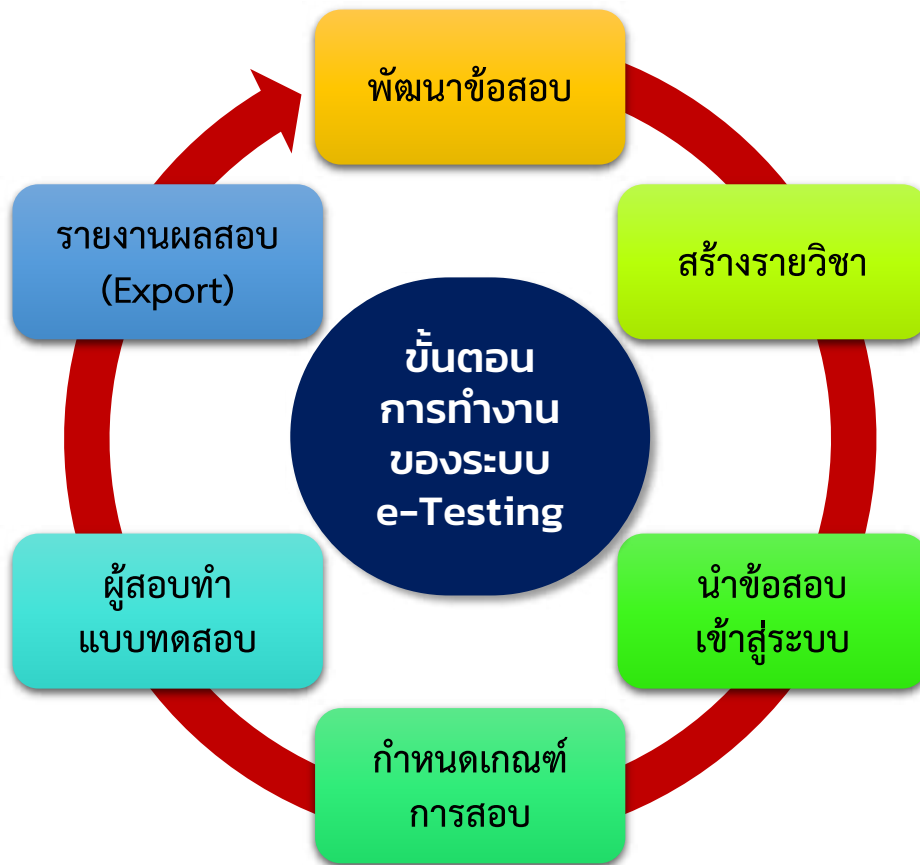 พัฒนาข้อสอบ
สร้างรายวิชา
นำข้อสอบ
เข้าสู่ระบบ
กำหนดเกณฑ์
การสอบ
ผู้สอบทำ
แบบทดสอบ
รายงานผลสอบ
(Export)
ขั้นตอน
การทำงาน
ของระบบ
e-Testing